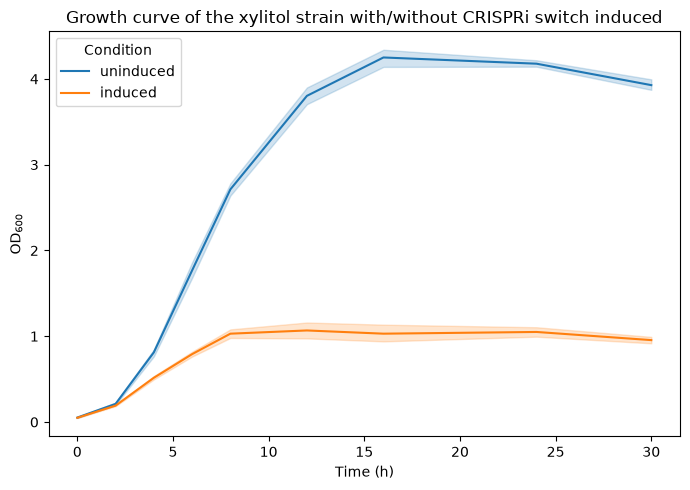 Growth curve of the xylitol strain with/without CRISPRi switch induced
Condition
uninduced
induced
OD₆₀₀
4
3
2
1
0
0 5 10 15 20 25 30
Time (h)